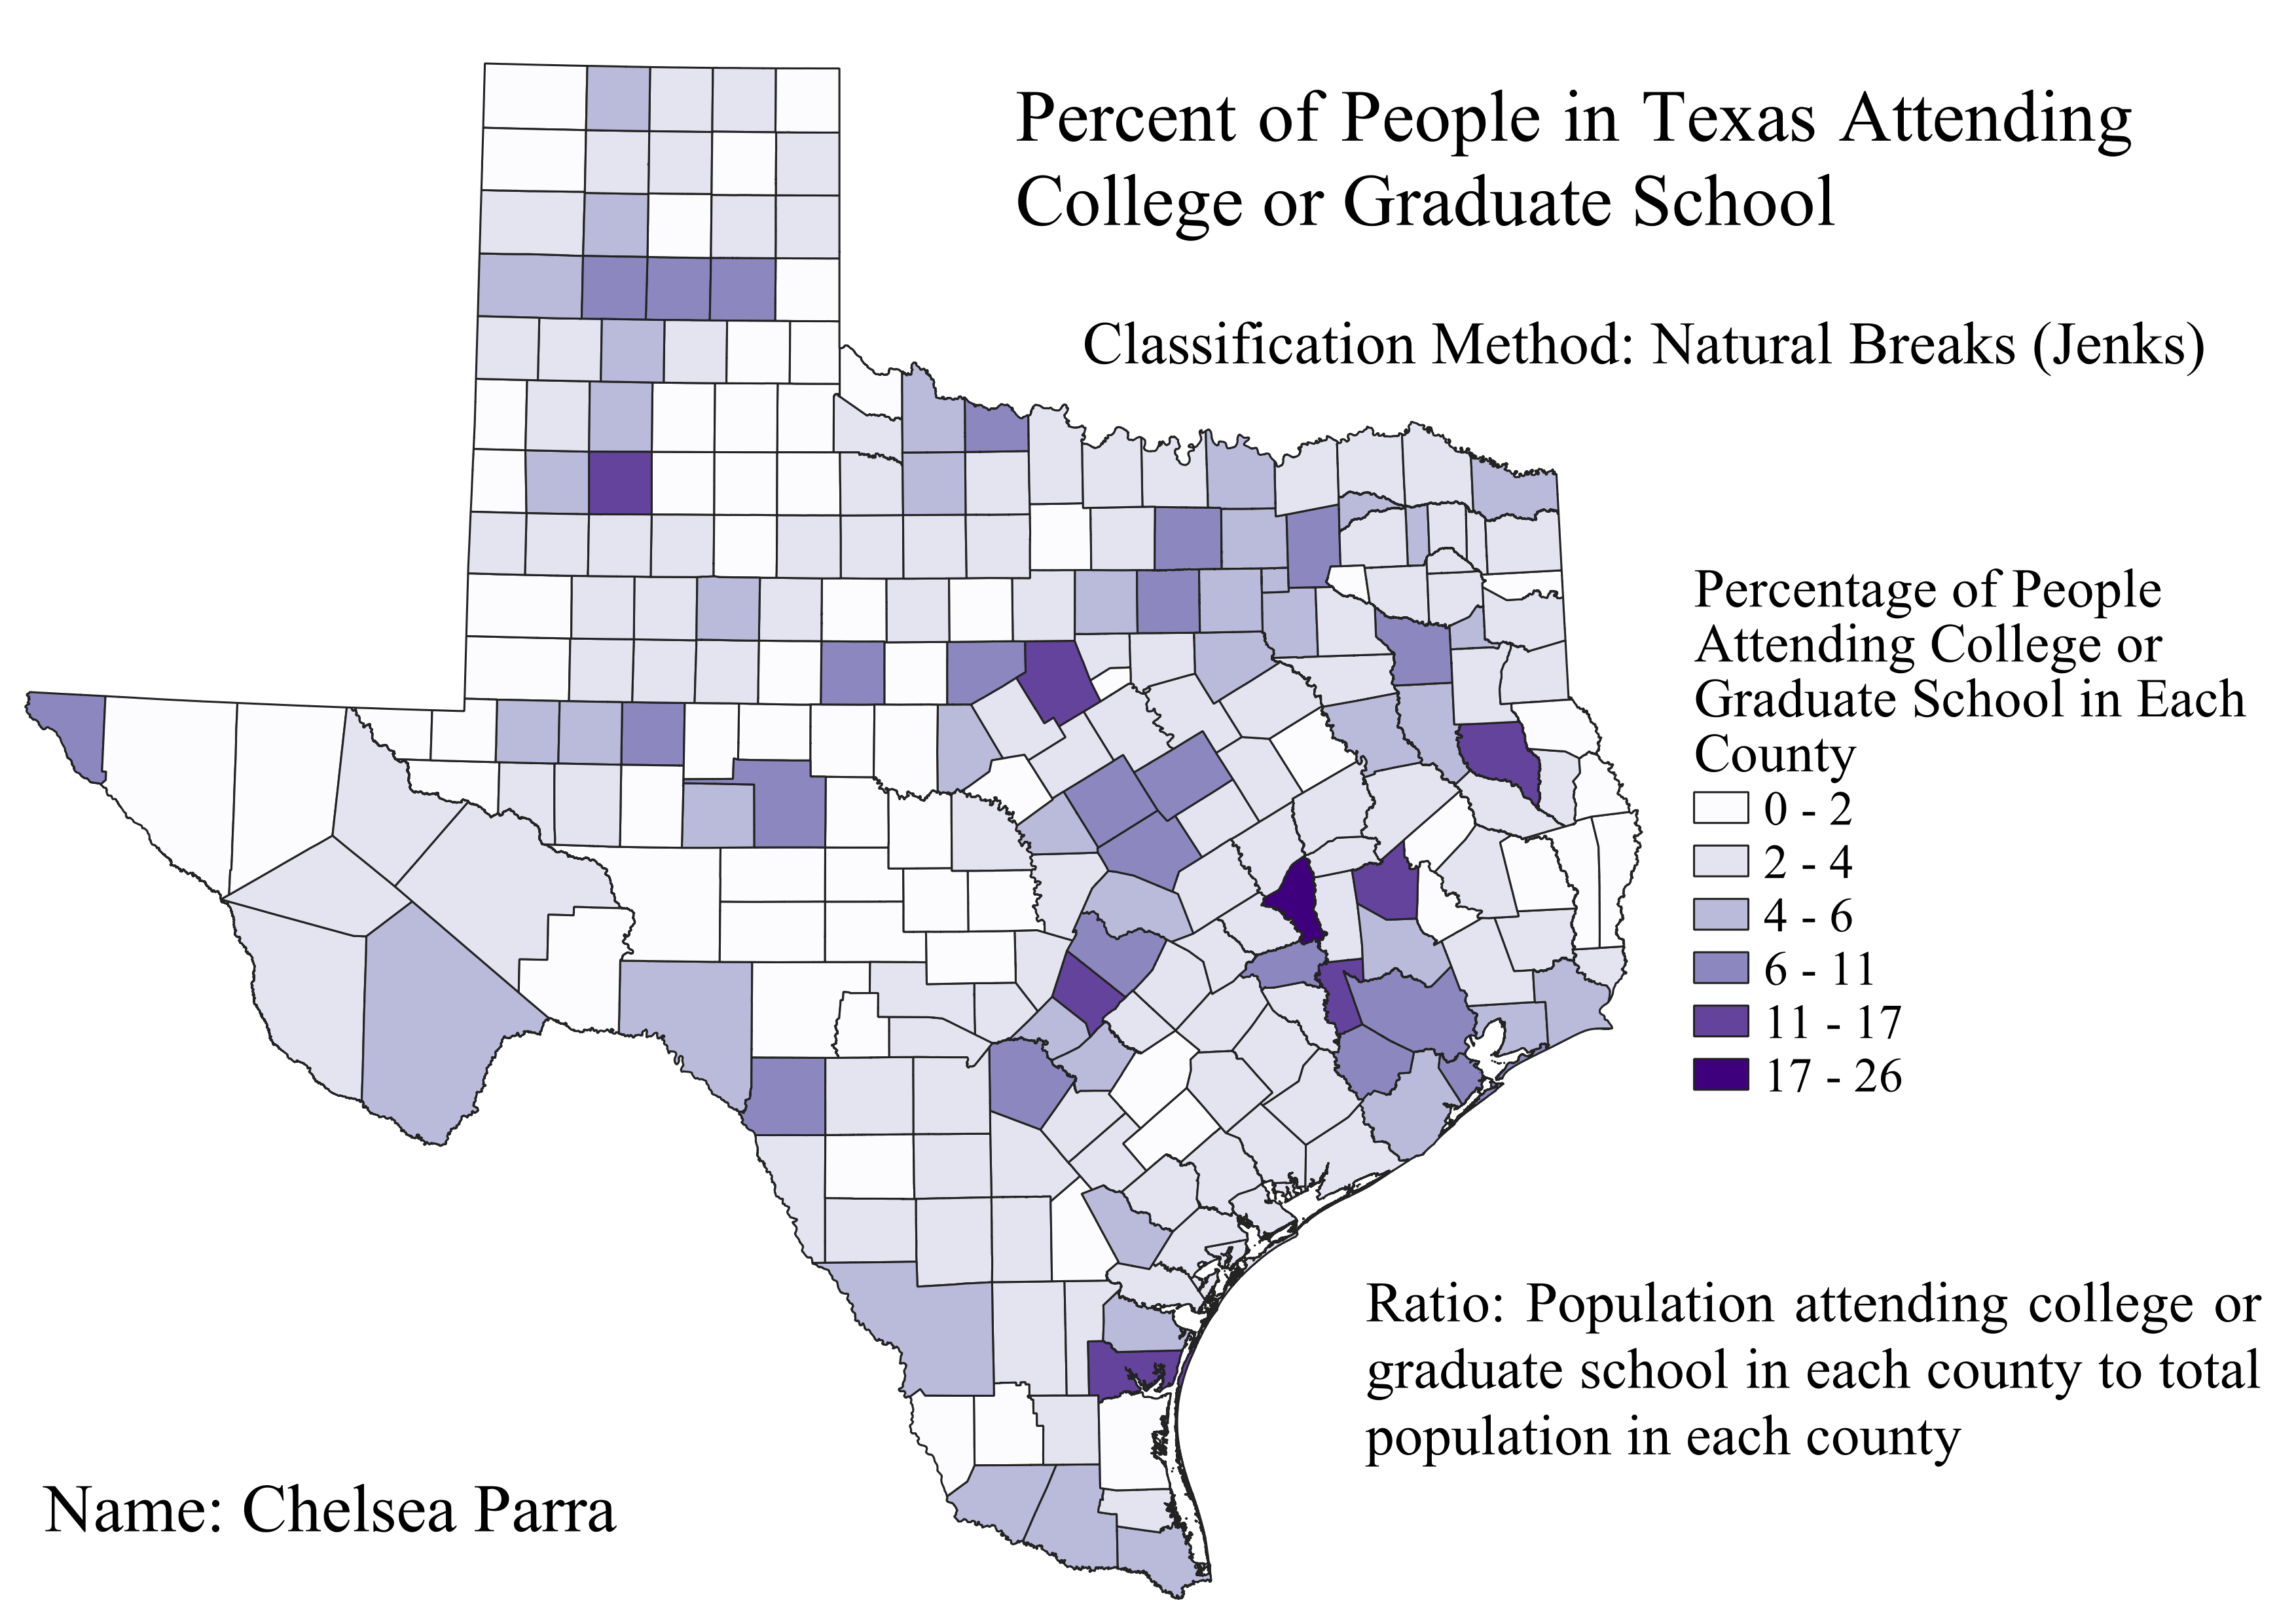 Percent of People in Texas Attending
College or Graduate School
Classification Method: Natural Breaks (Jenks)
Percentage of People
Attending College or
Graduate School in Each
County
0 - 2
2 - 4
4 - 6
6 - 11
11 - 17
17 - 26
Ratio: Population attending college or
graduate school in each county to total
population in each county
Name: Chelsea Parra